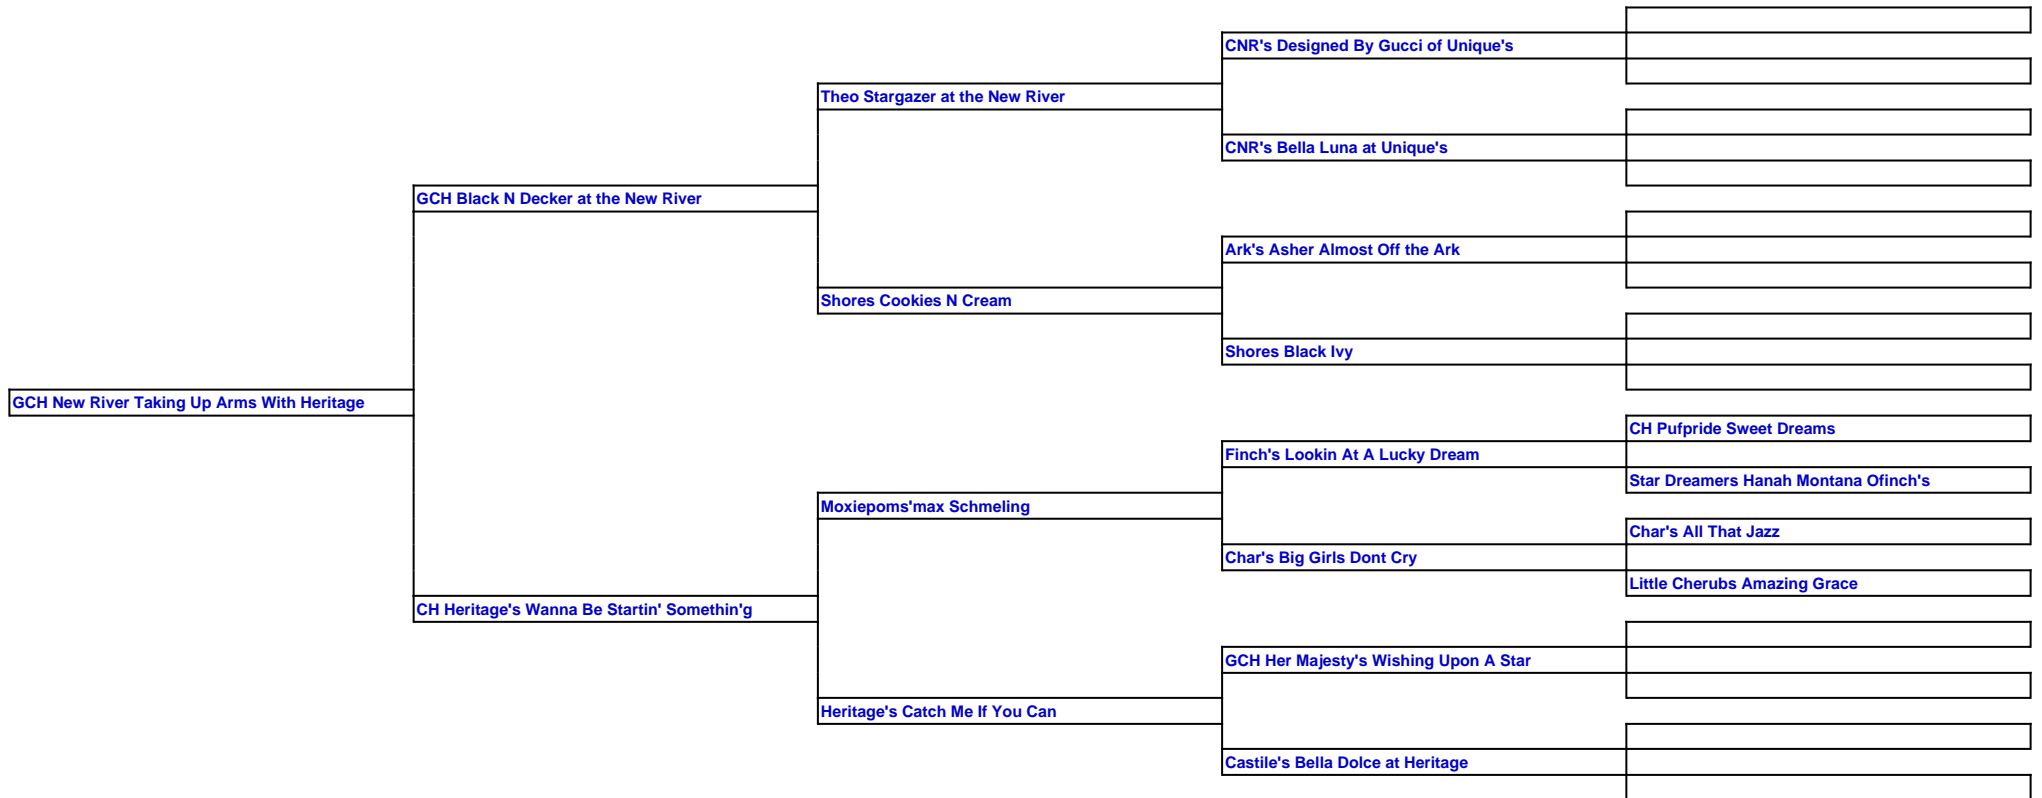 CNR's Designed By Gucci of Unique's
Theo Stargazer at the New River
CNR's Bella Luna at Unique's
GCH Black N Decker at the New River
Ark's Asher Almost Off the Ark
Shores Cookies N Cream
Shores Black Ivy
GCH New River Taking Up Arms With Heritage
CH Pufpride Sweet Dreams
Finch's Lookin At A Lucky Dream
Star Dreamers Hanah Montana Ofinch's
Moxiepoms'max Schmeling
Char's All That Jazz
Char's Big Girls Dont Cry
Little Cherubs Amazing Grace
CH Heritage's Wanna Be Startin' Somethin'g
GCH Her Majesty's Wishing Upon A Star
Heritage's Catch Me If You Can
Castile's Bella Dolce at Heritage